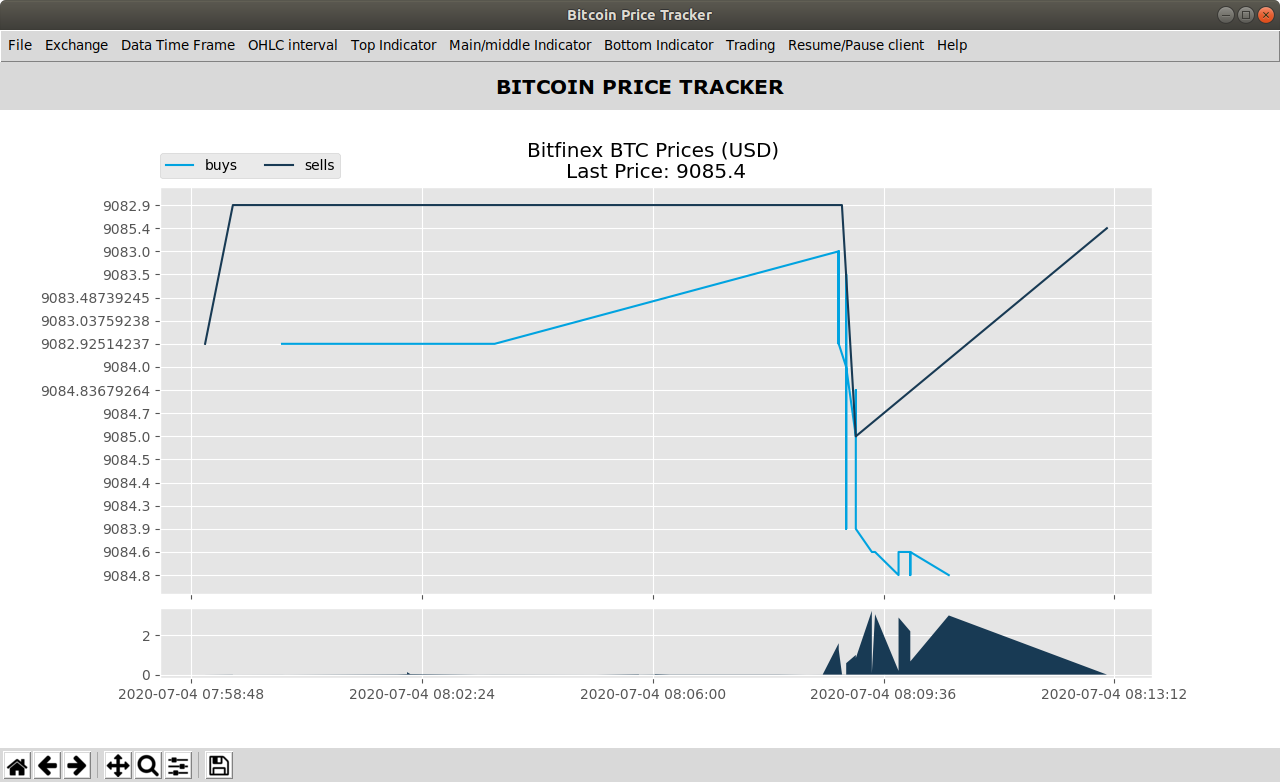 Bitcoin Price Tracker
File Exchange Data Time Frame OHLC interval Top Indicator Main/middle Indicator Bottom Indicator Trading Resume/Pause client Help
BITCOIN PRICE TRACKER
buys sells
Bitfinex BTC Prices (USD)
Last Price: 9085.4
9082.9
9085.4
9083.0
9083.5
9083.48739245
9083.03759238
9082.92514237
9084.0
9084.83679264
9084.7
9085.0
9084.5
9084.4
9084.3
9083.9
9084.6
9084.8
2
0
2020-07-04 07:58:48 2020-07-04 08:02:24 2020-07-04 08:06:00 2020-07-04 08:09:36 2020-07-04 08:13:12